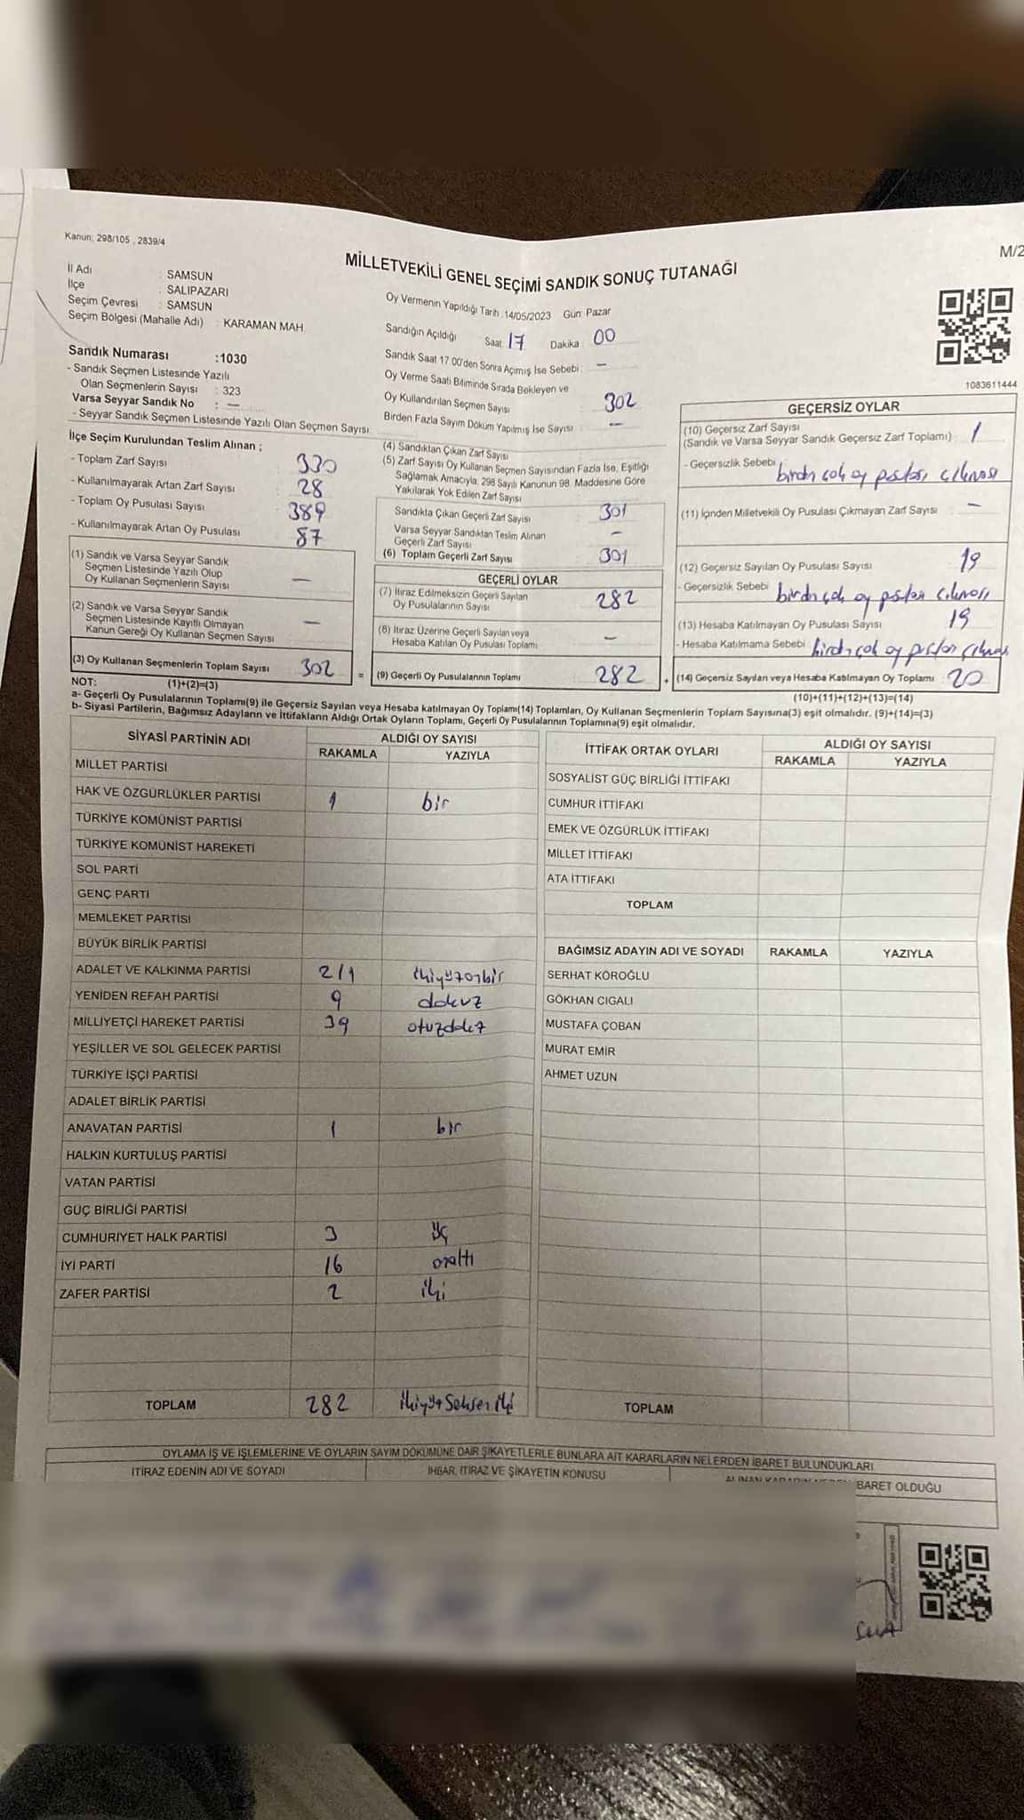 Kanun: 298/105 , 2839/4
M/2
MİLLETVEKİLİ GENEL SEÇİMİ SANDIK SONUÇ TUTANAĞI
İl Adı : SAMSUN
İlçe : SALIPAZARI
Seçim Çevresi : SAMSUN
Seçim Bölgesi (Mahalle Adı) : KARAMAN MAH.
Sandık Numarası :1030
- Sandık Seçmen Listesinde Yazılı
Olan Seçmenlerin Sayısı : 323
Varsa Seyyar Sandık No : —
- Seyyar Sandık Seçmen Listesinde Yazılı Olan Seçmen Sayısı
İlçe Seçim Kurulundan Teslim Alınan ;
- Toplam Zarf Sayısı 330
- Kullanılmayarak Artan Zarf Sayısı 28
- Toplam Oy Pusulası Sayısı 389
- Kullanılmayarak Artan Oy Pusulası 87
(1) Sandık ve Varsa Seyyar Sandık
Seçmen Listesinde Yazılı Olup
Oy Kullanan Seçmenlerin Sayısı —
(2) Sandık ve Varsa Seyyar Sandık
Seçmen Listesinde Kayıtlı Olmayan
Kanun Gereği Oy Kullanan Seçmen Sayısı —
(3) Oy Kullanan Seçmenlerin Toplam Sayısı 302
Oy Vermenin Yapıldığı Tarih :14/05/2023 Gün: Pazar
Sandığın Açıldığı Saat 17 Dakika 00
Sandık Saat 17.00'den Sonra Açımış İse Sebebi : —
Oy Verme Saati Bitiminde Sırada Bekleyen ve
Oy Kullandırılan Seçmen Sayısı : 302
Birden Fazla Sayım Döküm Yapılmış İse Sayısı : —
(4) Sandıktan Çıkan Zarf Sayısı
(5) Zarf Sayısı Oy Kullanan Seçmen Sayısından Fazla İse, Eşitliği
Sağlamak Amacıyla, 298 Sayılı Kanunun 98. Maddesine Göre
Yakılarak Yok Edilen Zarf Sayısı
Sandıkta Çıkan Geçerli Zarf Sayısı 301
Varsa Seyyar Sandıktan Teslim Alınan
Geçerli Zarf Sayısı —
(6) Toplam Geçerli Zarf Sayısı 301
GEÇERLİ OYLAR
(7) İtiraz Edilmeksizin Geçerli Sayılan
Oy Pusulalarının Sayısı 282
(8) İtiraz Üzerine Geçerli Sayılan veya
Hesaba Katılan Oy Pusulası Toplamı —
= (9) Geçerli Oy Pusulalarının Toplamı 282
1083611444
GEÇERSİZ OYLAR
(10) Geçersiz Zarf Sayısı
(Sandık ve Varsa Seyyar Sandık Geçersiz Zarf Toplamı) 1
- Geçersizlik Sebebi birden çok oy çıkması
(11) İçinden Milletvekili Oy Pusulası Çıkmayan Zarf Sayısı —
(12) Geçersiz Sayılan Oy Pusulası Sayısı 19
- Geçersizlik Sebebi birden çok oy çıkması
(13) Hesaba Katılmayan Oy Pusulası Sayısı 19
- Hesaba Katılmama Sebebi birden çok oy
+ (14) Geçersiz Sayılan veya Hesaba Katılmayan Oy Toplamı 20
NOT: (1)+(2)=(3)
(10)+(11)+(12)+(13)=(14)
a- Geçerli Oy Pusulalarının Toplamı(9) ile Geçersiz Sayılan veya Hesaba katılmayan Oy Toplamı(14) Toplamları, Oy Kullanan Seçmenlerin Toplam Sayısına(3) eşit olmalıdır. (9)+(14)=(3)
b- Siyasi Partilerin, Bağımsız Adayların ve İttifakların Aldığı Ortak Oyların Toplamı, Geçerli Oy Pusulalarının Toplamına(9) eşit olmalıdır.
SİYASİ PARTİNİN ADI
ALDIĞI OY SAYISI
RAKAMLA YAZIYLA
MİLLET PARTİSİ
HAK VE ÖZGÜRLÜKLER PARTİSİ 1 bir
TÜRKİYE KOMÜNİST PARTİSİ
TÜRKİYE KOMÜNİST HAREKETİ
SOL PARTİ
GENÇ PARTİ
MEMLEKET PARTİSİ
BÜYÜK BİRLİK PARTİSİ
ADALET VE KALKINMA PARTİSİ 211 ikiyüzonbir
YENİDEN REFAH PARTİSİ 9 dokuz
MİLLİYETÇİ HAREKET PARTİSİ 39 otuzdokuz
YEŞİLLER VE SOL GELECEK PARTİSİ
TÜRKİYE İŞÇİ PARTİSİ
ADALET BİRLİK PARTİSİ
ANAVATAN PARTİSİ 1 bir
HALKIN KURTULUŞ PARTİSİ
VATAN PARTİSİ
GÜÇ BİRLİĞİ PARTİSİ
CUMHURİYET HALK PARTİSİ 3 üç
İYİ PARTİ 16 onaltı
ZAFER PARTİSİ 2 iki
TOPLAM 282 ikiyüzseksen iki
İTTİFAK ORTAK OYLARI
ALDIĞI OY SAYISI
RAKAMLA YAZIYLA
SOSYALİST GÜÇ BİRLİĞİ İTTİFAKI
CUMHUR İTTİFAKI
EMEK VE ÖZGÜRLÜK İTTİFAKI
MİLLET İTTİFAKI
ATA İTTİFAKI
TOPLAM
BAĞIMSIZ ADAYIN ADI VE SOYADI RAKAMLA YAZIYLA
SERHAT KÖROĞLU
GÖKHAN CIGALI
MUSTAFA ÇOBAN
MURAT EMİR
AHMET UZUN
TOPLAM
OYLAMA İŞ VE İŞLEMLERİNE VE OYLARIN SAYIM DÖKÜMÜNE DAİR ŞİKAYETLERLE BUNLARA AİT KARARLARIN NELERDEN İBARET BULUNDUKLARI
İTİRAZ EDENİN ADI VE SOYADI
İHBAR, İTİRAZ VE ŞİKAYETİN KONUSU
BARET OLDUĞU